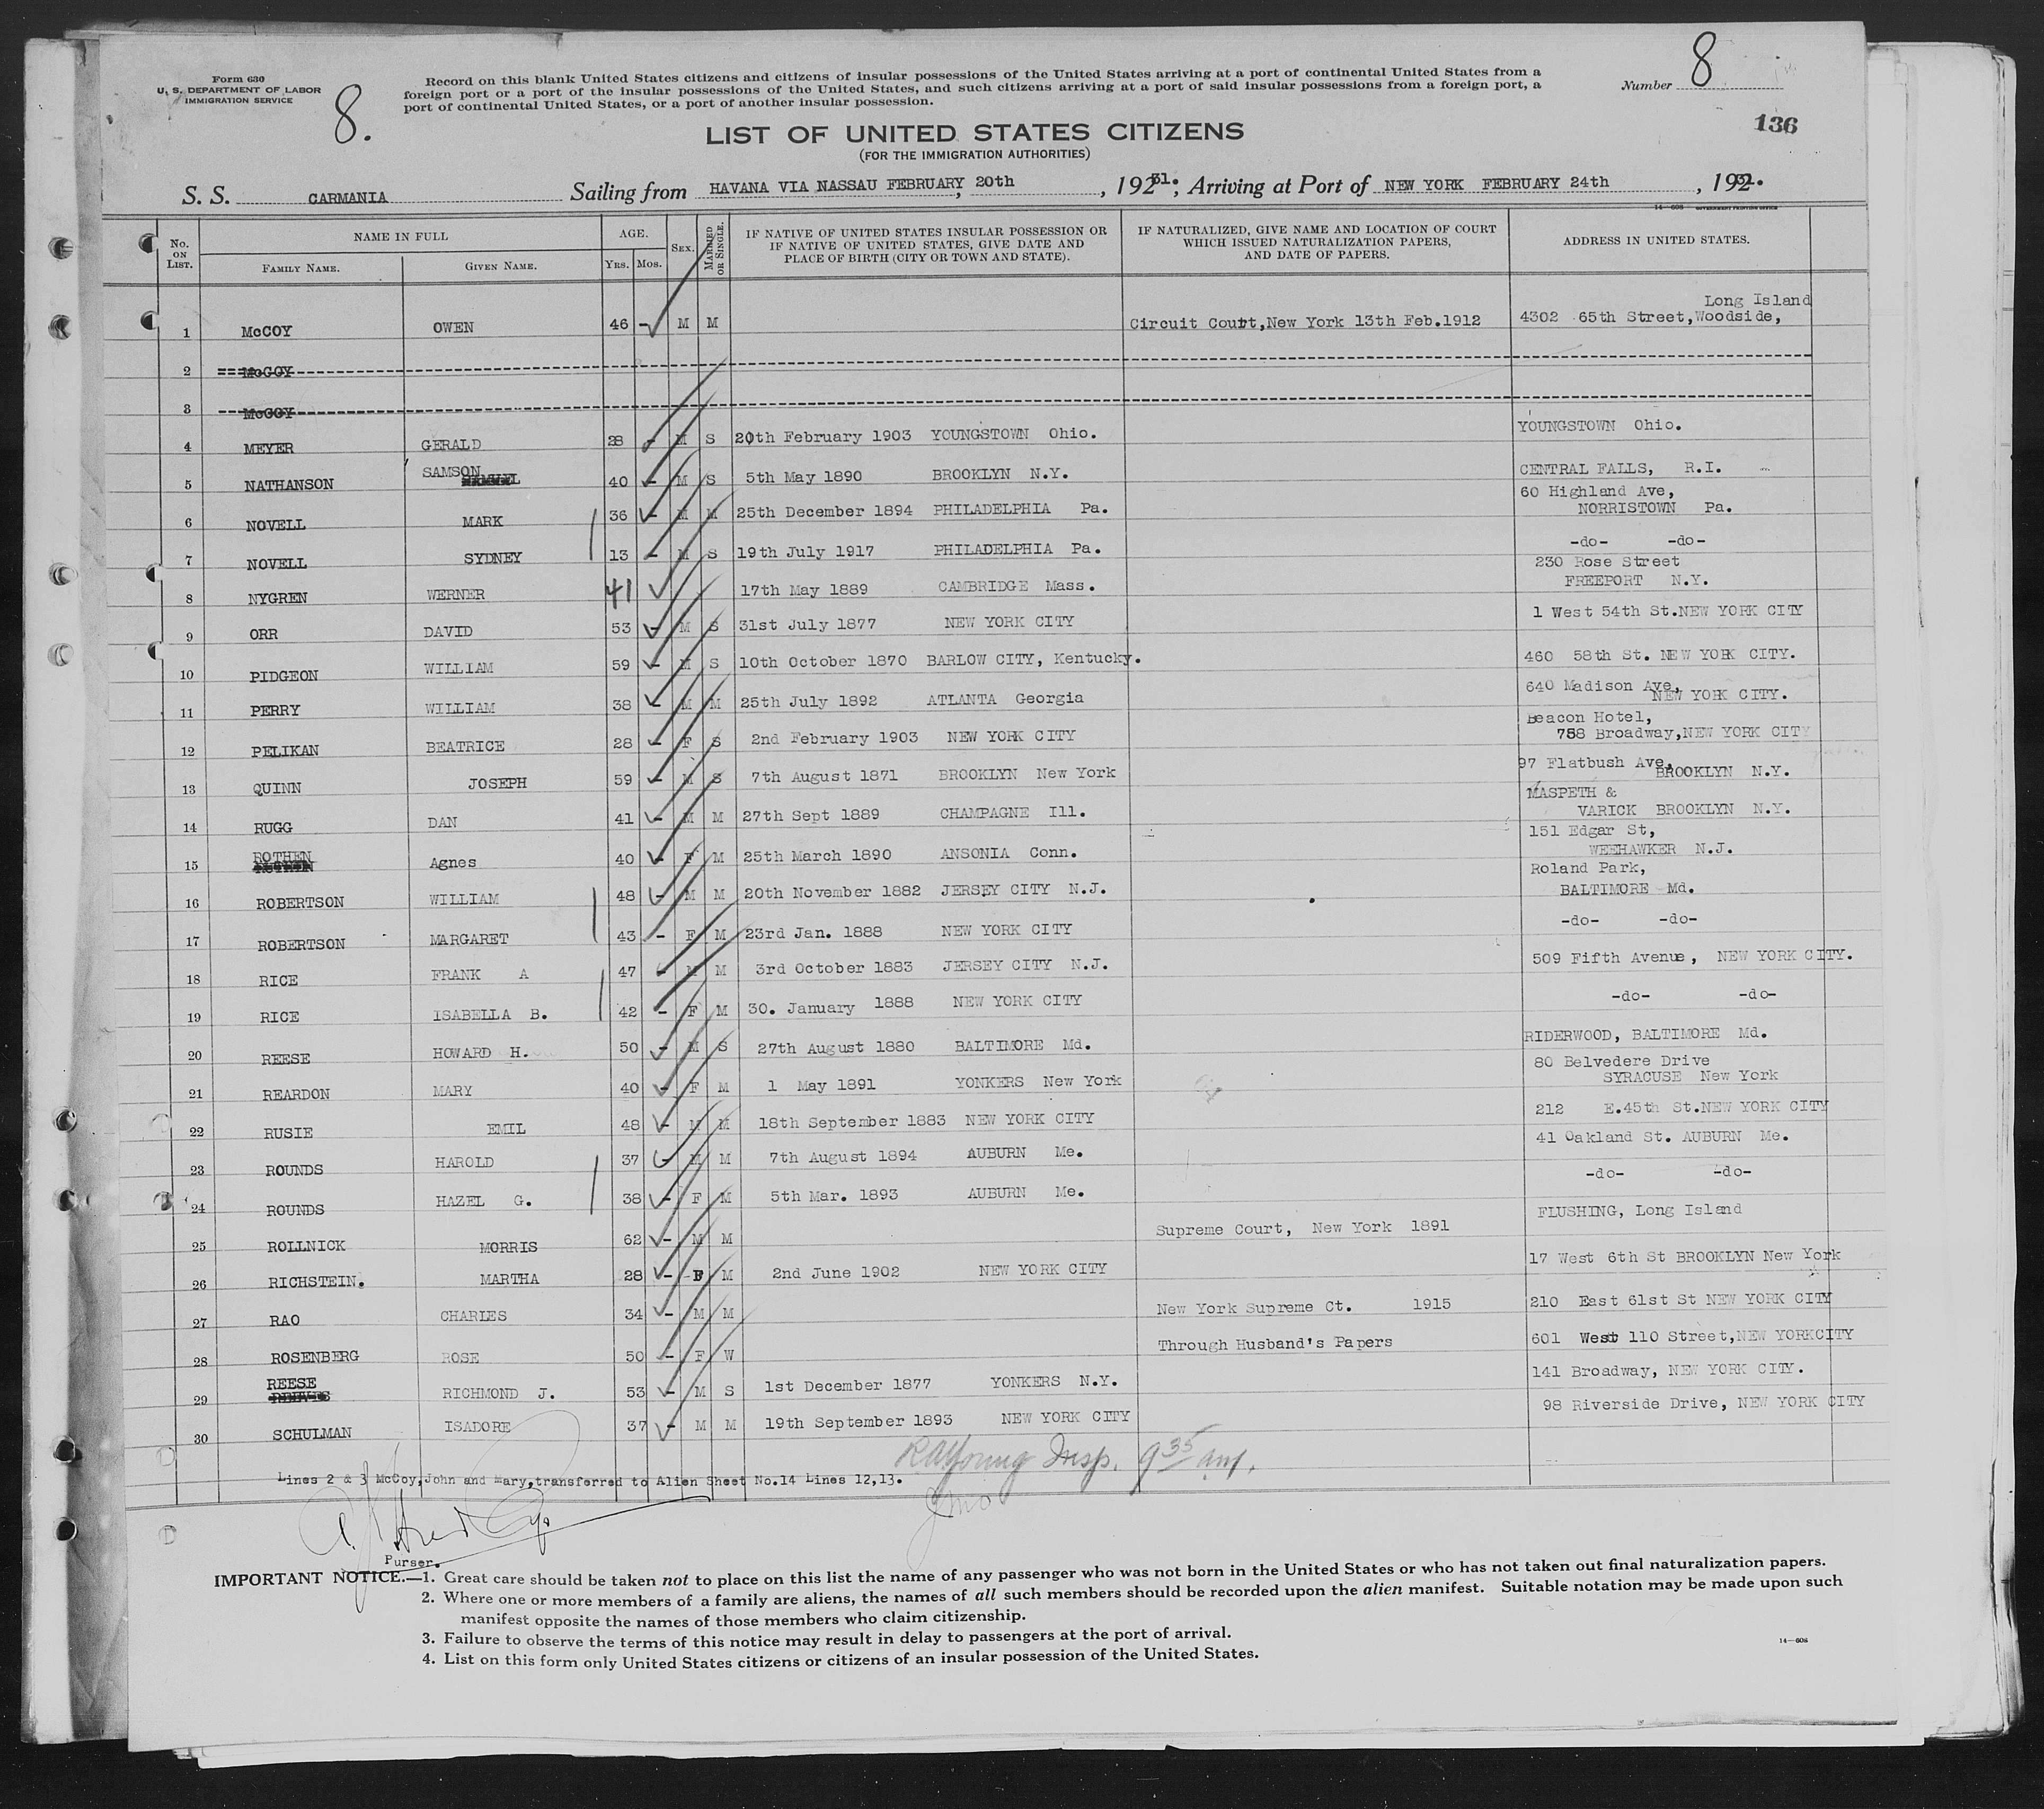 Form 630
U. S. DEPARTMENT OF LABOR
IMMIGRATION SERVICE
8.
Record on this blank United States citizens and citizens of insular possessions of the United States arriving at a port of continental United States from a
foreign port or a port of the insular possessions of the United States, and such citizens arriving at a port of said insular possessions from a foreign port, a
port of continental United States, or a port of another insular possession.
Number 8
136
LIST OF UNITED STATES CITIZENS
(FOR THE IMMIGRATION AUTHORITIES)
S. S. CARMANIA Sailing from HAVANA VIA NASSAU FEBRUARY, 20th, 19231.; Arriving at Port of NEW YORK FEBRUARY 24th, 19231.
14—608 GOVERNMENT PRINTING OFFICE
No. ON LIST. NAME IN FULL FAMILY NAME. GIVEN NAME. AGE. YRS. MOS. SEX. MARRIED OR SINGLE. IF NATIVE OF UNITED STATES INSULAR POSSESSION OR IF NATIVE OF UNITED STATES, GIVE DATE AND PLACE OF BIRTH (CITY OR TOWN AND STATE). IF NATURALIZED, GIVE NAME AND LOCATION OF COURT WHICH ISSUED NATURALIZATION PAPERS, AND DATE OF PAPERS. ADDRESS IN UNITED STATES.
1 McCOY OWEN 46 - M M Circuit Court,New York 13th Feb.1912 4302 65th Street,Woodside, Long Island
2 McCOY
3 McCOY
4 MEYER GERALD 28 - M S 20th February 1903 YOUNGSTOWN Ohio. YOUNGSTOWN Ohio.
5 NATHANSON SAMSON 40 - M S 5th May 1890 BROOKLYN N.Y. CENTRAL FALLS, R.I.
6 NOVELL MARK 36 - M M 25th December 1894 PHILADELPHIA Pa. 60 Highland Ave, NORRISTOWN Pa.
7 NOVELL SYDNEY 13 - M S 19th July 1917 PHILADELPHIA Pa. -do- -do-
8 NYGREN WERNER 41 17th May 1889 CAMBRIDGE Mass. 230 Rose Street FREEPORT N.Y.
9 ORR DAVID 53 - M S 31st July 1877 NEW YORK CITY 1 West 54th St.NEW YORK CITY
10 PIDGEON WILLIAM 59 - M S 10th October 1870 BARLOW CITY, Kentucky. 460 58th St. NEW YORK CITY.
11 PERRY WILLIAM 38 - M M 25th July 1892 ATLANTA Georgia 640 Madison Ave, NEW YORK CITY.
12 PELIKAN BEATRICE 28 - F S 2nd February 1903 NEW YORK CITY Beacon Hotel, 758 Broadway,NEW YORK CITY
13 QUINN JOSEPH 59 - M S 7th August 1871 BROOKLYN New York 97 Flatbush Ave, BROOKLYN N.Y.
14 RUGG DAN 41 - M M 27th Sept 1889 CHAMPAGNE Ill. MASPETH & VARICK BROOKLYN N.Y.
15 ROTHEN Agnes 40 - F M 25th March 1890 ANSONIA Conn. 151 Edgar St, WEEHAWKER N.J.
16 ROBERTSON WILLIAM 48 - M M 20th November 1882 JERSEY CITY N.J. Roland Park, BALTIMORE Md.
17 ROBERTSON MARGARET 43 - F M 23rd Jan. 1888 NEW YORK CITY -do- -do-
18 RICE FRANK A 47 - M M 3rd October 1883 JERSEY CITY N.J. 509 Fifth Avenue, NEW YORK CITY.
19 RICE ISABELLA B. 42 - F M 30. January 1888 NEW YORK CITY -do- -do-
20 REESE HOWARD H. 50 - M S 27th August 1880 BALTIMORE Md. RIDERWOOD, BALTIMORE Md.
21 REARDON MARY 40 - F M 1 May 1891 YONKERS New York 80 Belvedere Drive SYRACUSE New York
22 RUSIE EMIL 48 - M M 18th September 1883 NEW YORK CITY 212 E.45th St.NEW YORK CITY
23 ROUNDS HAROLD 37 - M M 7th August 1894 AUBURN Me. 41 Oakland St. AUBURN Me.
24 ROUNDS HAZEL G. 38 - F M 5th Mar. 1893 AUBURN Me. -do- -do-
25 ROLLNICK MORRIS 62 - M M Supreme Court, New York 1891 FLUSHING, Long Island
26 RICHSTEIN. MARTHA 28 - F M 2nd June 1902 NEW YORK CITY 17 West 6th St BROOKLYN New York
27 RAO CHARLES 34 - M M New York Supreme Ct. 1915 210 East 61st St NEW YORK CITY
28 ROSENBERG ROSE 50 - F W Through Husband's Papers 601 West 110 Street,NEW YORKCITY
29 REESE RICHMOND J. 53 - M S 1st December 1877 YONKERS N.Y. 141 Broadway, NEW YORK CITY.
30 SCHULMAN ISADORE 37 - M M 19th September 1893 NEW YORK CITY 98 Riverside Drive, NEW YORK CITY
Lines 2 & 3 McCoy,John and Mary,transferred to Alien Sheet No.14 Lines 12,13.
RAYoung Insp. 9 35 am.
Purser.
IMPORTANT NOTICE.—1. Great care should be taken not to place on this list the name of any passenger who was not born in the United States or who has not taken out final naturalization papers.
2. Where one or more members of a family are aliens, the names of all such members should be recorded upon the alien manifest. Suitable notation may be made upon such
manifest opposite the names of those members who claim citizenship.
3. Failure to observe the terms of this notice may result in delay to passengers at the port of arrival.
4. List on this form only United States citizens or citizens of an insular possession of the United States.
14—608